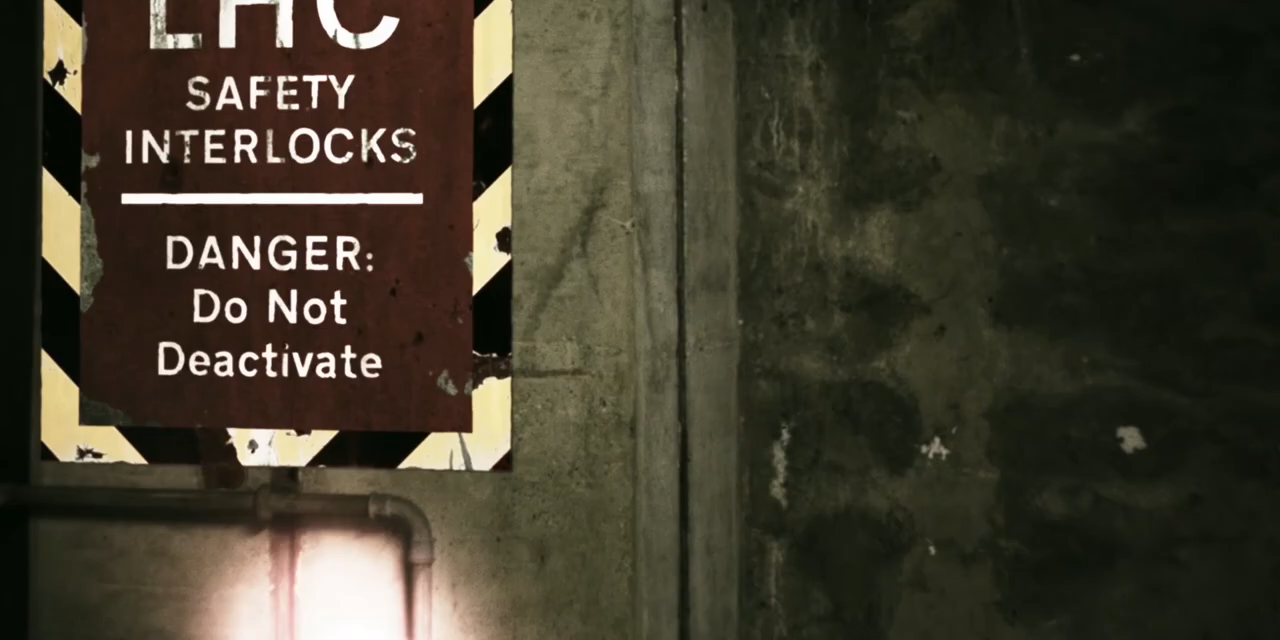 LHC
SAFETY
INTERLOCKS
DANGER:
Do Not
Deactivate